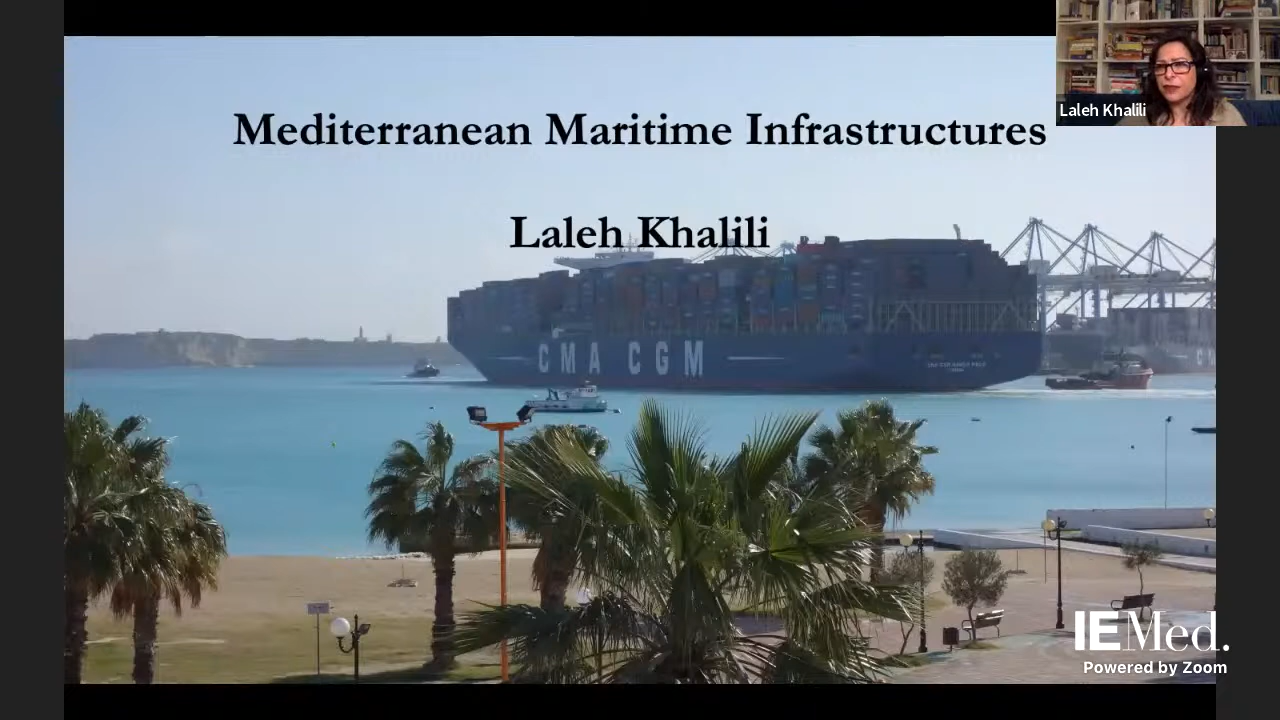 Mediterranean Maritime Infrastructures
Laleh Khalili
Laleh Khalili
CMA CGM
IEMed.
Powered by Zoom